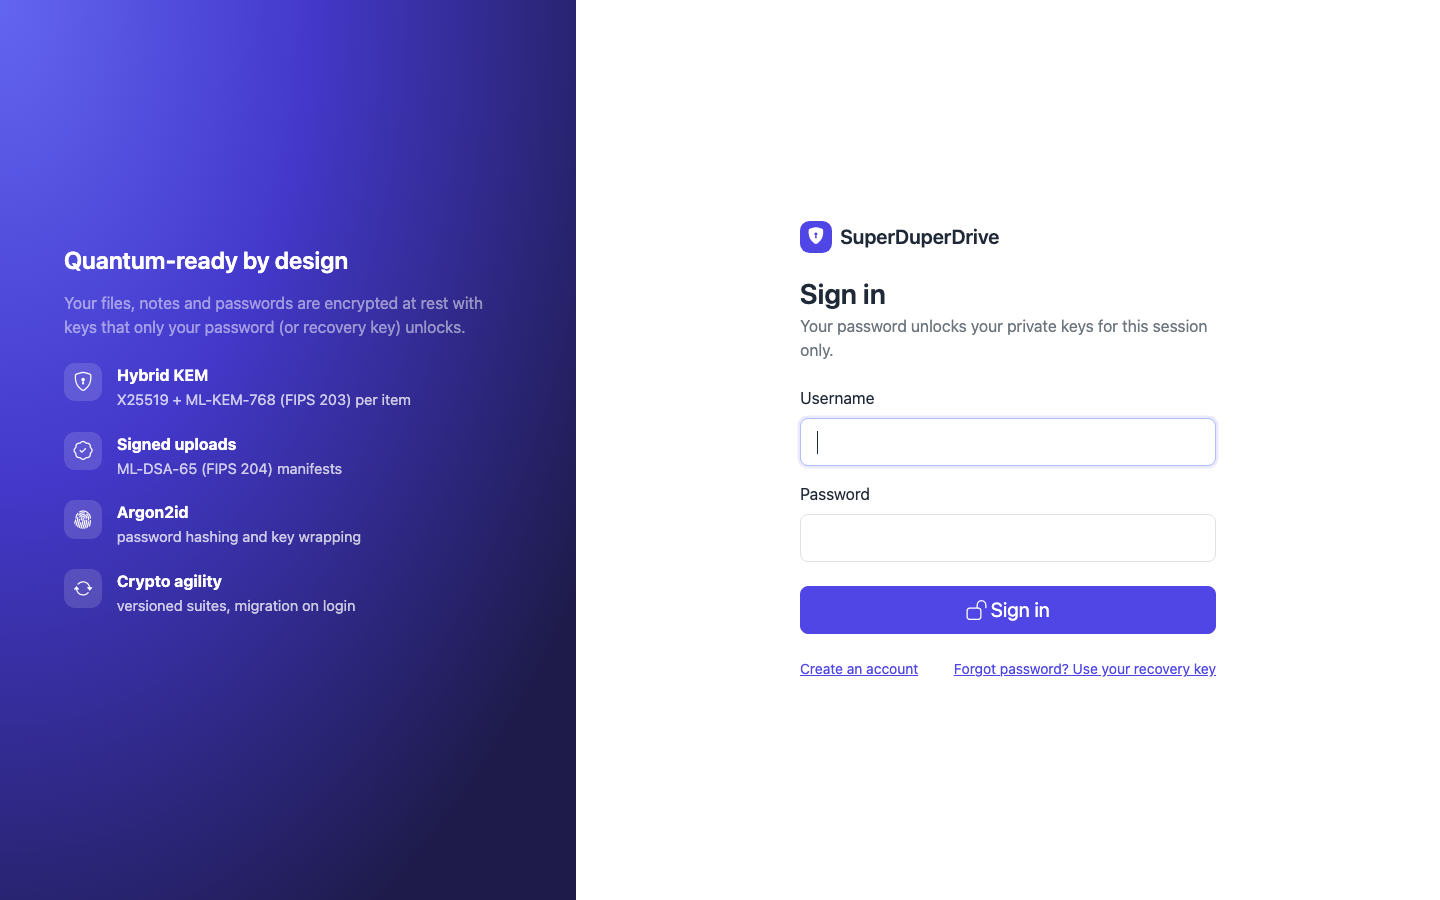 Quantum-ready by design
Your files, notes and passwords are encrypted at rest with
keys that only your password (or recovery key) unlocks.
Hybrid KEM
X25519 + ML-KEM-768 (FIPS 203) per item
Signed uploads
ML-DSA-65 (FIPS 204) manifests
Argon2id
password hashing and key wrapping
Crypto agility
versioned suites, migration on login
SuperDuperDrive
Sign in
Your password unlocks your private keys for this session
only.
Username
Password
Sign in
Create an account
Forgot password? Use your recovery key